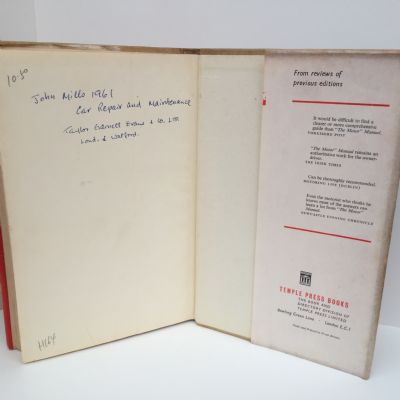 10.50
John Mills 1961
Car Repair and Maintenance
Taylor Garnett Evans & Co. LTD
Lond. & Watford.
From reviews of
previous editions
It would be difficult to find a
clearer or more comprehensive
guide than "The Motor" Manual.
YORKSHIRE POST
"The Motor" Manual remains an
authoritative work for the owner-
driver.
THE IRISH TIMES
Can be thoroughly recommended.
MOTORING LIFE (DUBLIN)
Even the motorist who thinks he
knows most of the answers can
learn a lot from "The Motor"
Manual.
NEWCASTLE EVENING CHRONICLE
TEMPLE PRESS BOOKS
THE BOOK AND
DIRECTORY DIVISION OF
TEMPLE PRESS LIMITED
Bowling Green Lane London E.C.1